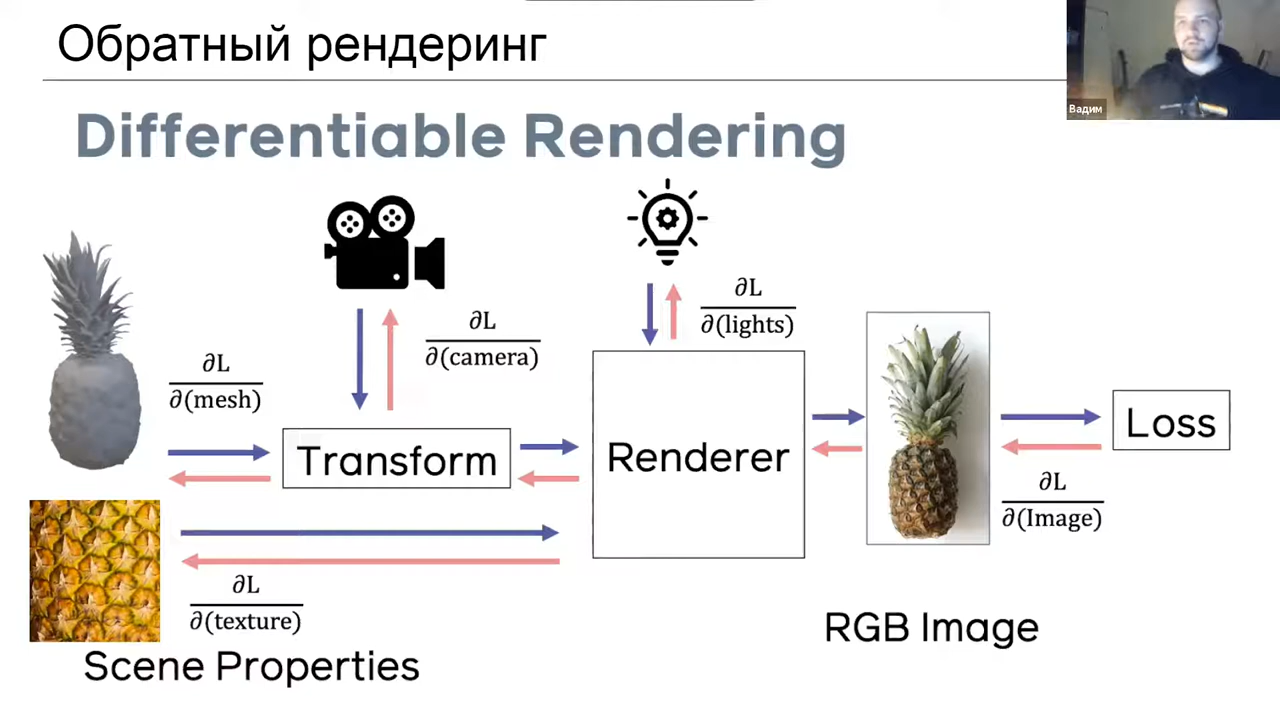 Обратный рендеринг
Вадим
Differentiable Rendering
∂L
∂(lights)
∂L
∂(camera)
∂L
∂(mesh)
Transform
Renderer
Loss
∂L
∂(Image)
∂L
∂(texture)
RGB Image
Scene Properties